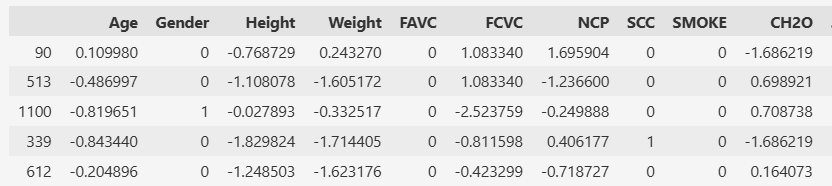 Age Gender Height Weight FAVC FCVC NCP SCC SMOKE CH2O
90 0.109980 0 -0.768729 0.243270 0 1.083340 1.695904 0 0 -1.686219
513 -0.486997 0 -1.108078 -1.605172 0 1.083340 -1.236600 0 0 0.698921
1100 -0.819651 1 -0.027893 -0.332517 0 -2.523759 -0.249888 0 0 0.708738
339 -0.843440 0 -1.829824 -1.714405 0 -0.811598 0.406177 1 0 -1.686219
612 -0.204896 0 -1.248503 -1.623176 0 -0.423299 -0.718727 0 0 0.164073